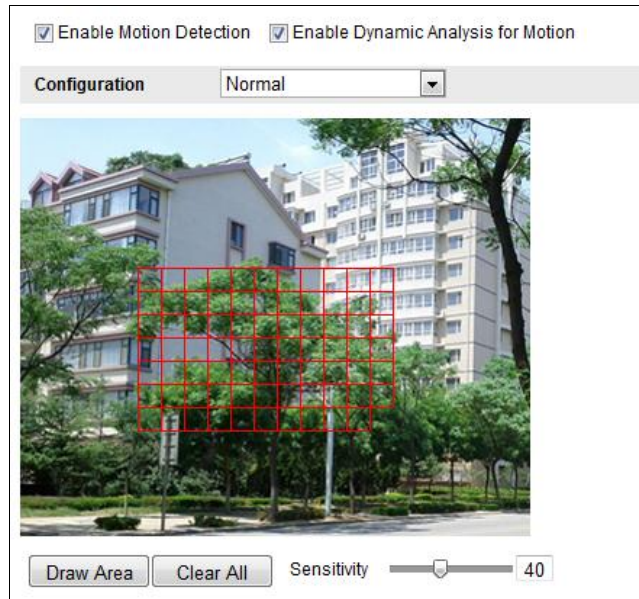 Enable Motion Detection Enable Dynamic Analysis for Motion
Configuration Normal
Draw Area Clear All Sensitivity 40